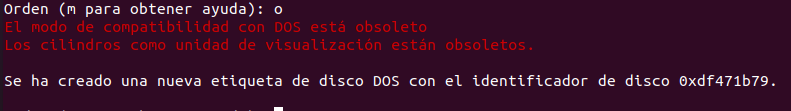 Orden (m para obtener ayuda): o
El modo de compatibilidad con DOS está obsoleto
Los cilindros como unidad de visualización están obsoletos.
Se ha creado una nueva etiqueta de disco DOS con el identificador de disco 0xdf471b79.